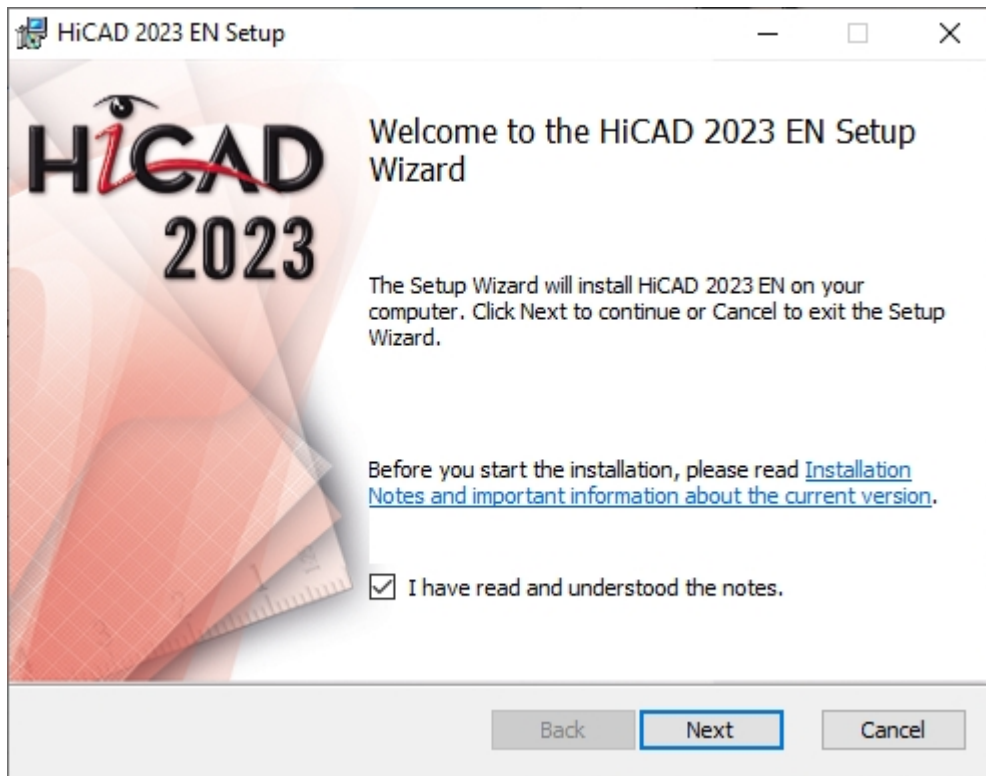 HiCAD 2023 EN Setup
HiCAD
2023
Welcome to the HiCAD 2023 EN Setup
Wizard
The Setup Wizard will install HiCAD 2023 EN on your
computer. Click Next to continue or Cancel to exit the Setup
Wizard.
Before you start the installation, please read Installation
Notes and important information about the current version.
I have read and understood the notes.
Back
Next
Cancel